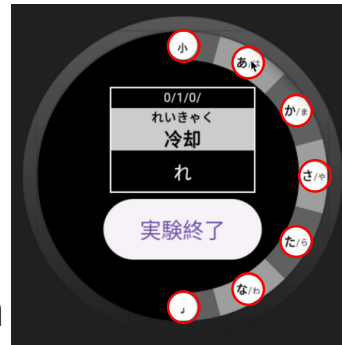 小
あ/は
か/ま
さ/や
た/ら
な/わ
0/1/0/
れいきゃく
冷却
れ
実験終了